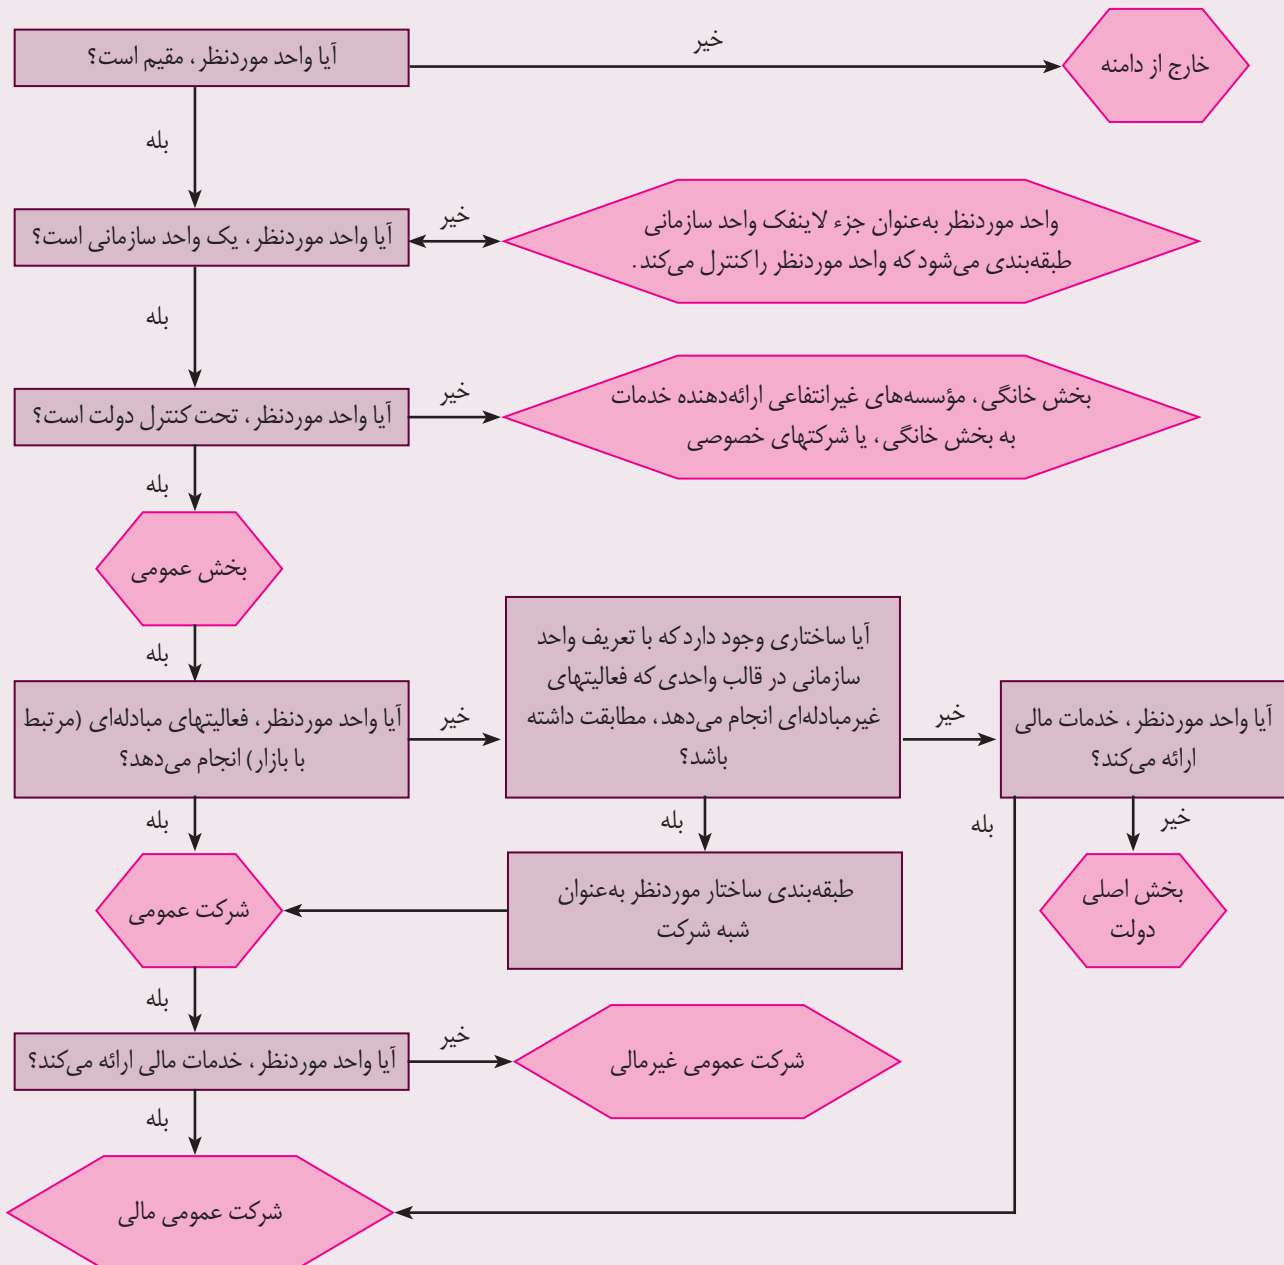 آیا واحد موردنظر، مقیم است؟
خیر
خارج از دامنه
بله
آیا واحد موردنظر، یک واحد سازمانی است؟
خیر
واحد موردنظر به‌عنوان جزء لاینفک واحد سازمانی
طبقه‌بندی می‌شود که واحد موردنظر را کنترل می‌کند.
بله
آیا واحد موردنظر، تحت کنترل دولت است؟
خیر
بخش خانگی، مؤسسه‌های غیرانتفاعی ارائه‌دهنده خدمات
به بخش خانگی، یا شرکتهای خصوصی
بله
بخش عمومی
بله
آیا واحد موردنظر، فعالیتهای مبادله‌ای (مرتبط
با بازار) انجام می‌دهد؟
خیر
آیا ساختاری وجود دارد که با تعریف واحد
سازمانی در قالب واحدی که فعالیتهای
غیرمبادله‌ای انجام می‌دهد، مطابقت داشته
باشد؟
خیر
آیا واحد موردنظر، خدمات مالی
ارائه می‌کند؟
بله
بله
بله
خیر
شرکت عمومی
طبقه‌بندی ساختار موردنظر به‌عنوان
شبه شرکت
بخش اصلی
دولت
بله
آیا واحد موردنظر، خدمات مالی ارائه می‌کند؟
خیر
شرکت عمومی غیرمالی
بله
شرکت عمومی مالی